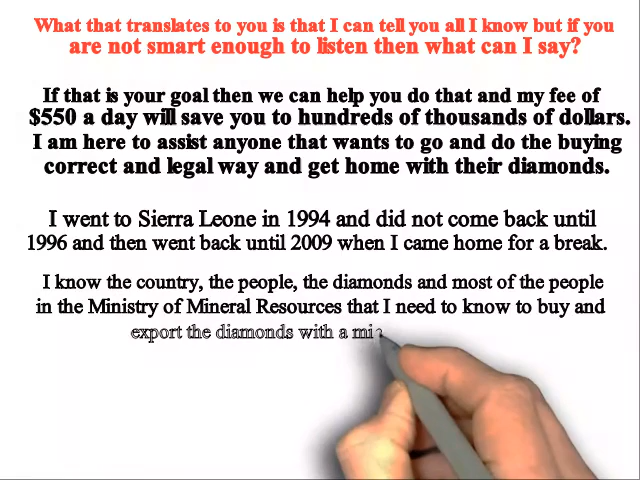 What that translates to you is that I can tell you all I know but if you
are not smart enough to listen then what can I say?
If that is your goal then we can help you do that and my fee of
$550 a day will save you to hundreds of thousands of dollars.
I am here to assist anyone that wants to go and do the buying
correct and legal way and get home with their diamonds.
I went to Sierra Leone in 1994 and did not come back until
1996 and then went back until 2009 when I came home for a break.
I know the country, the people, the diamonds and most of the people
in the Ministry of Mineral Resources that I need to know to buy and
export the diamonds with a